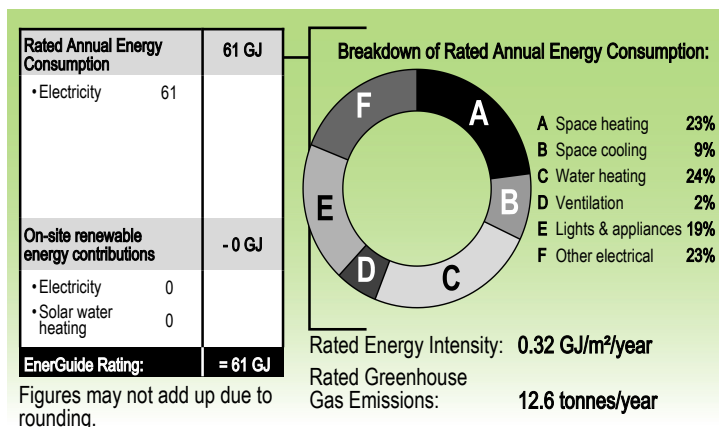 Rated Annual Energy
Consumption
61 GJ
• Electricity 61
On-site renewable
energy contributions
- 0 GJ
• Electricity 0
• Solar water
heating 0
EnerGuide Rating: = 61 GJ
Figures may not add up due to
rounding.
Breakdown of Rated Annual Energy Consumption:
A
B
C
D
E
F
A Space heating 23%
B Space cooling 9%
C Water heating 24%
D Ventilation 2%
E Lights & appliances 19%
F Other electrical 23%
Rated Energy Intensity: 0.32 GJ/m²/year
Rated Greenhouse
Gas Emissions: 12.6 tonnes/year